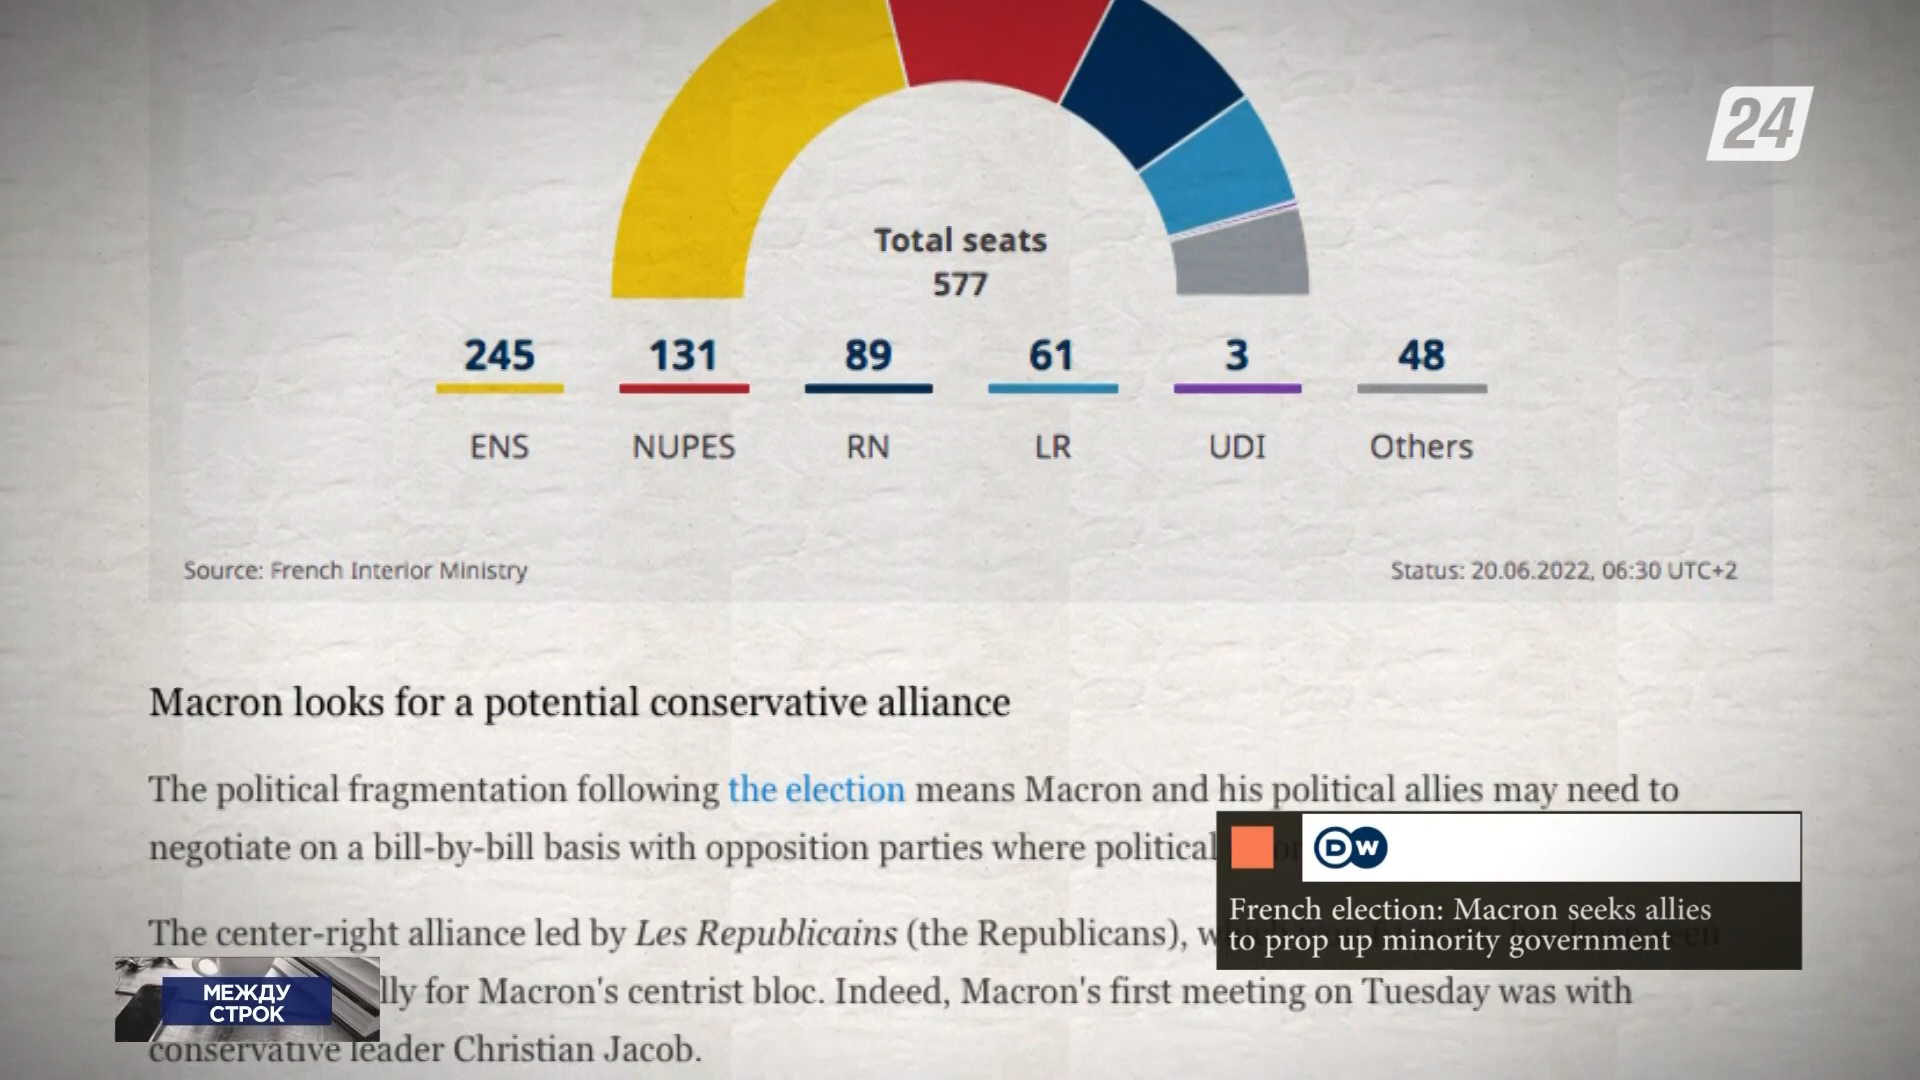 24
Total seats
577
245 131 89 61 3 48
ENS NUPES RN LR UDI Others
Source: French Interior Ministry
Status: 20.06.2022, 06:30 UTC+2
Macron looks for a potential conservative alliance
The political fragmentation following the election means Macron and his political allies may need to
negotiate on a bill-by-bill basis with opposition parties where political
The center-right alliance led by Les Republicains (the Republicans),
lly for Macron's centrist bloc. Indeed, Macron's first meeting on Tuesday was with
conservative leader Christian Jacob.
DW
French election: Macron seeks allies
to prop up minority government
МЕЖДУ
СТРОК